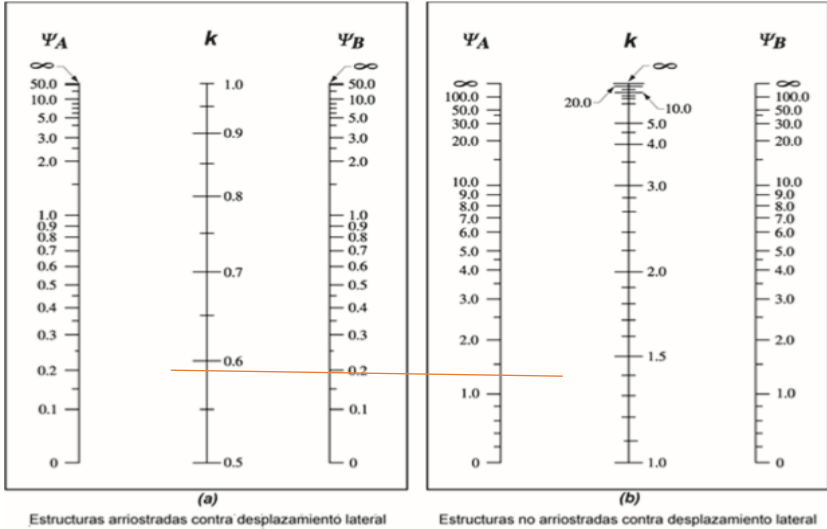 Ψ_A k Ψ_B
∞ ∞
50.0 1.0 50.0
10.0 10.0
5.0 0.9 5.0
3.0 3.0
2.0 2.0
0.8
1.0 1.0
0.9 0.9
0.8 0.8
0.7 0.7
0.6 0.7 0.6
0.5 0.5
0.4 0.4
0.3 0.3
0.6
0.2 0.2
0.1 0.1
0 0.5 0
(a)
Estructuras arriostradas contra desplazamiento lateral
Ψ_A k Ψ_B
∞
∞ ∞
100.0 20.0 10.0 100.0
50.0 50.0
30.0 5.0 30.0
20.0 4.0 20.0
10.0 3.0 10.0
9.0 9.0
8.0 8.0
7.0 7.0
6.0 6.0
5.0 5.0
4.0 2.0 4.0
3.0 3.0
2.0 2.0
1.5
1.0 1.0
0 1.0 0
(b)
Estructuras no arriostradas contra desplazamiento lateral